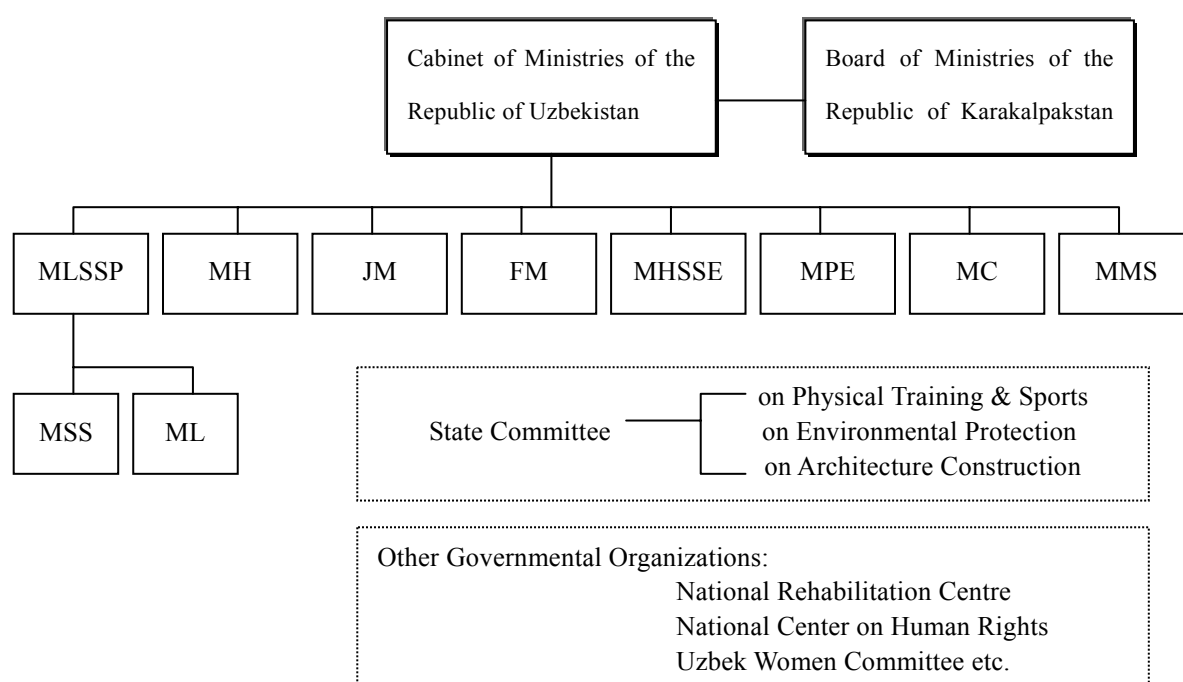 Cabinet of Ministries of the
Republic of Uzbekistan
Board of Ministries of the
Republic of Karakalpakstan
MLSSP
MH
JM
FM
MHSSE
MPE
MC
MMS
MSS
ML
State Committee
on Physical Training & Sports
on Environmental Protection
on Architecture Construction
Other Governmental Organizations:
National Rehabilitation Centre
National Center on Human Rights
Uzbek Women Committee etc.